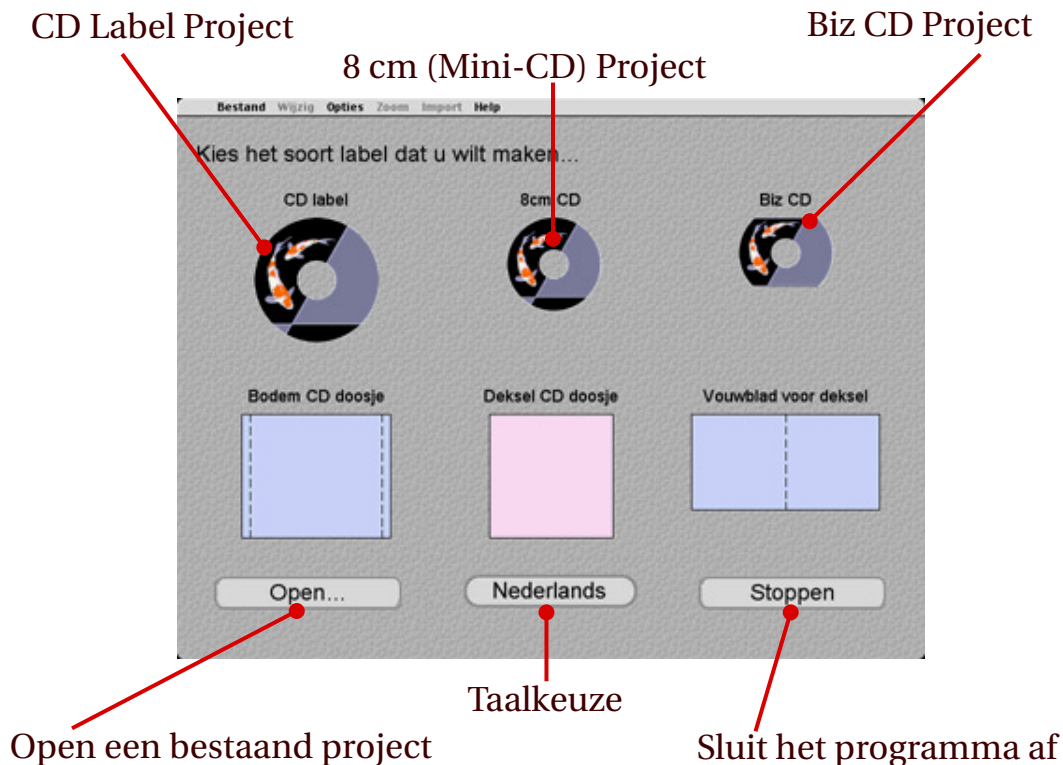 CD Label Project
Biz CD Project
8 cm (Mini-CD) Project
Bestand Wijzig Opties Zoom Import Help
Kies het soort label dat u wilt maken...
CD label
8cm CD
Biz CD
Bodem CD doosje
Deksel CD doosje
Vouwblad voor deksel
Open...
Nederlands
Stoppen
Taalkeuze
Open een bestaand project
Sluit het programma af